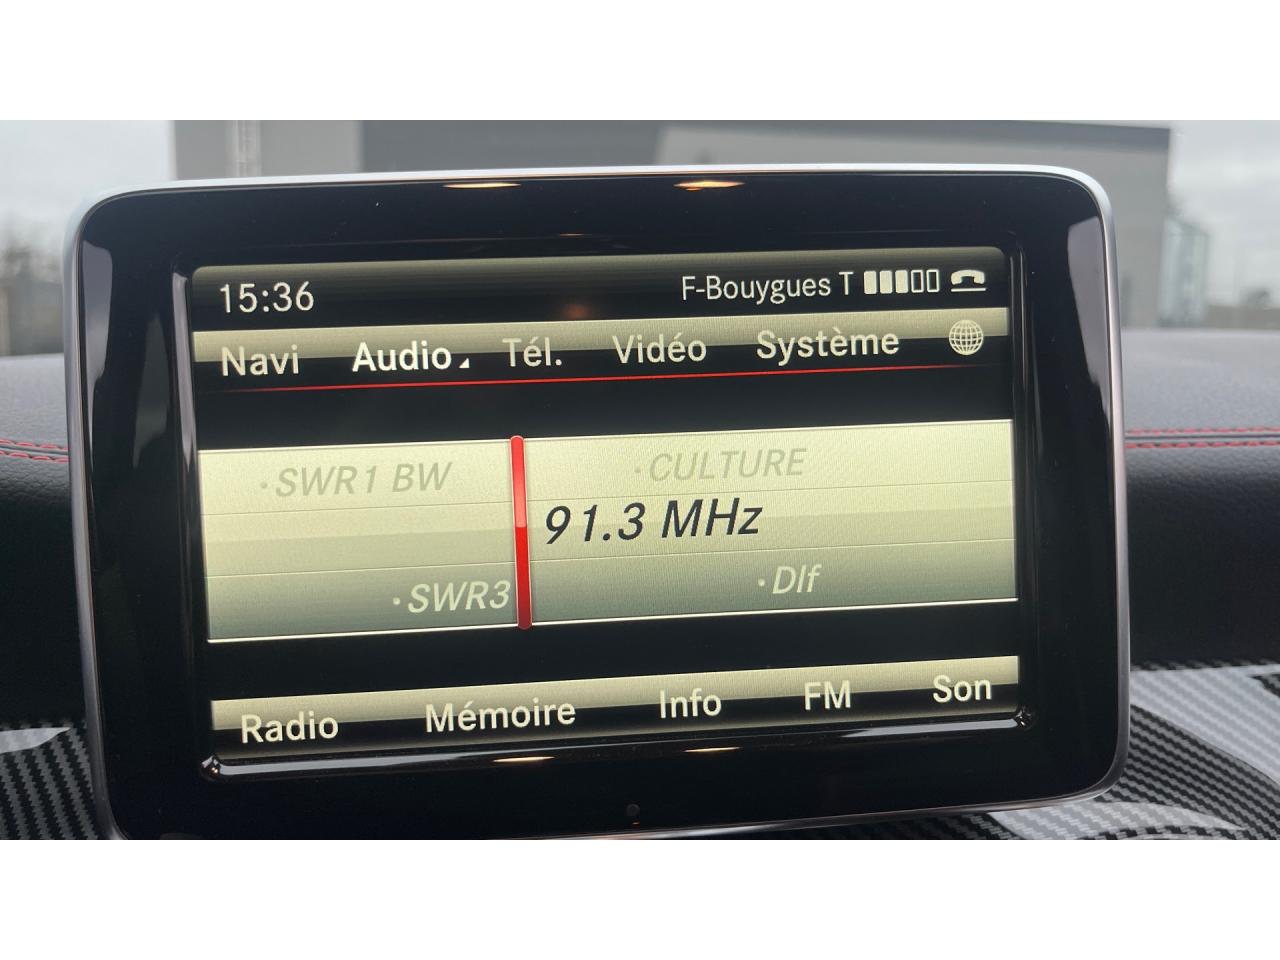 15:36 F-Bouygues T
Navi Audio Tél. Vidéo Système
·SWR1 BW ·CULTURE
91.3 MHz
·SWR3 ·Dlf
Radio Mémoire Info FM Son